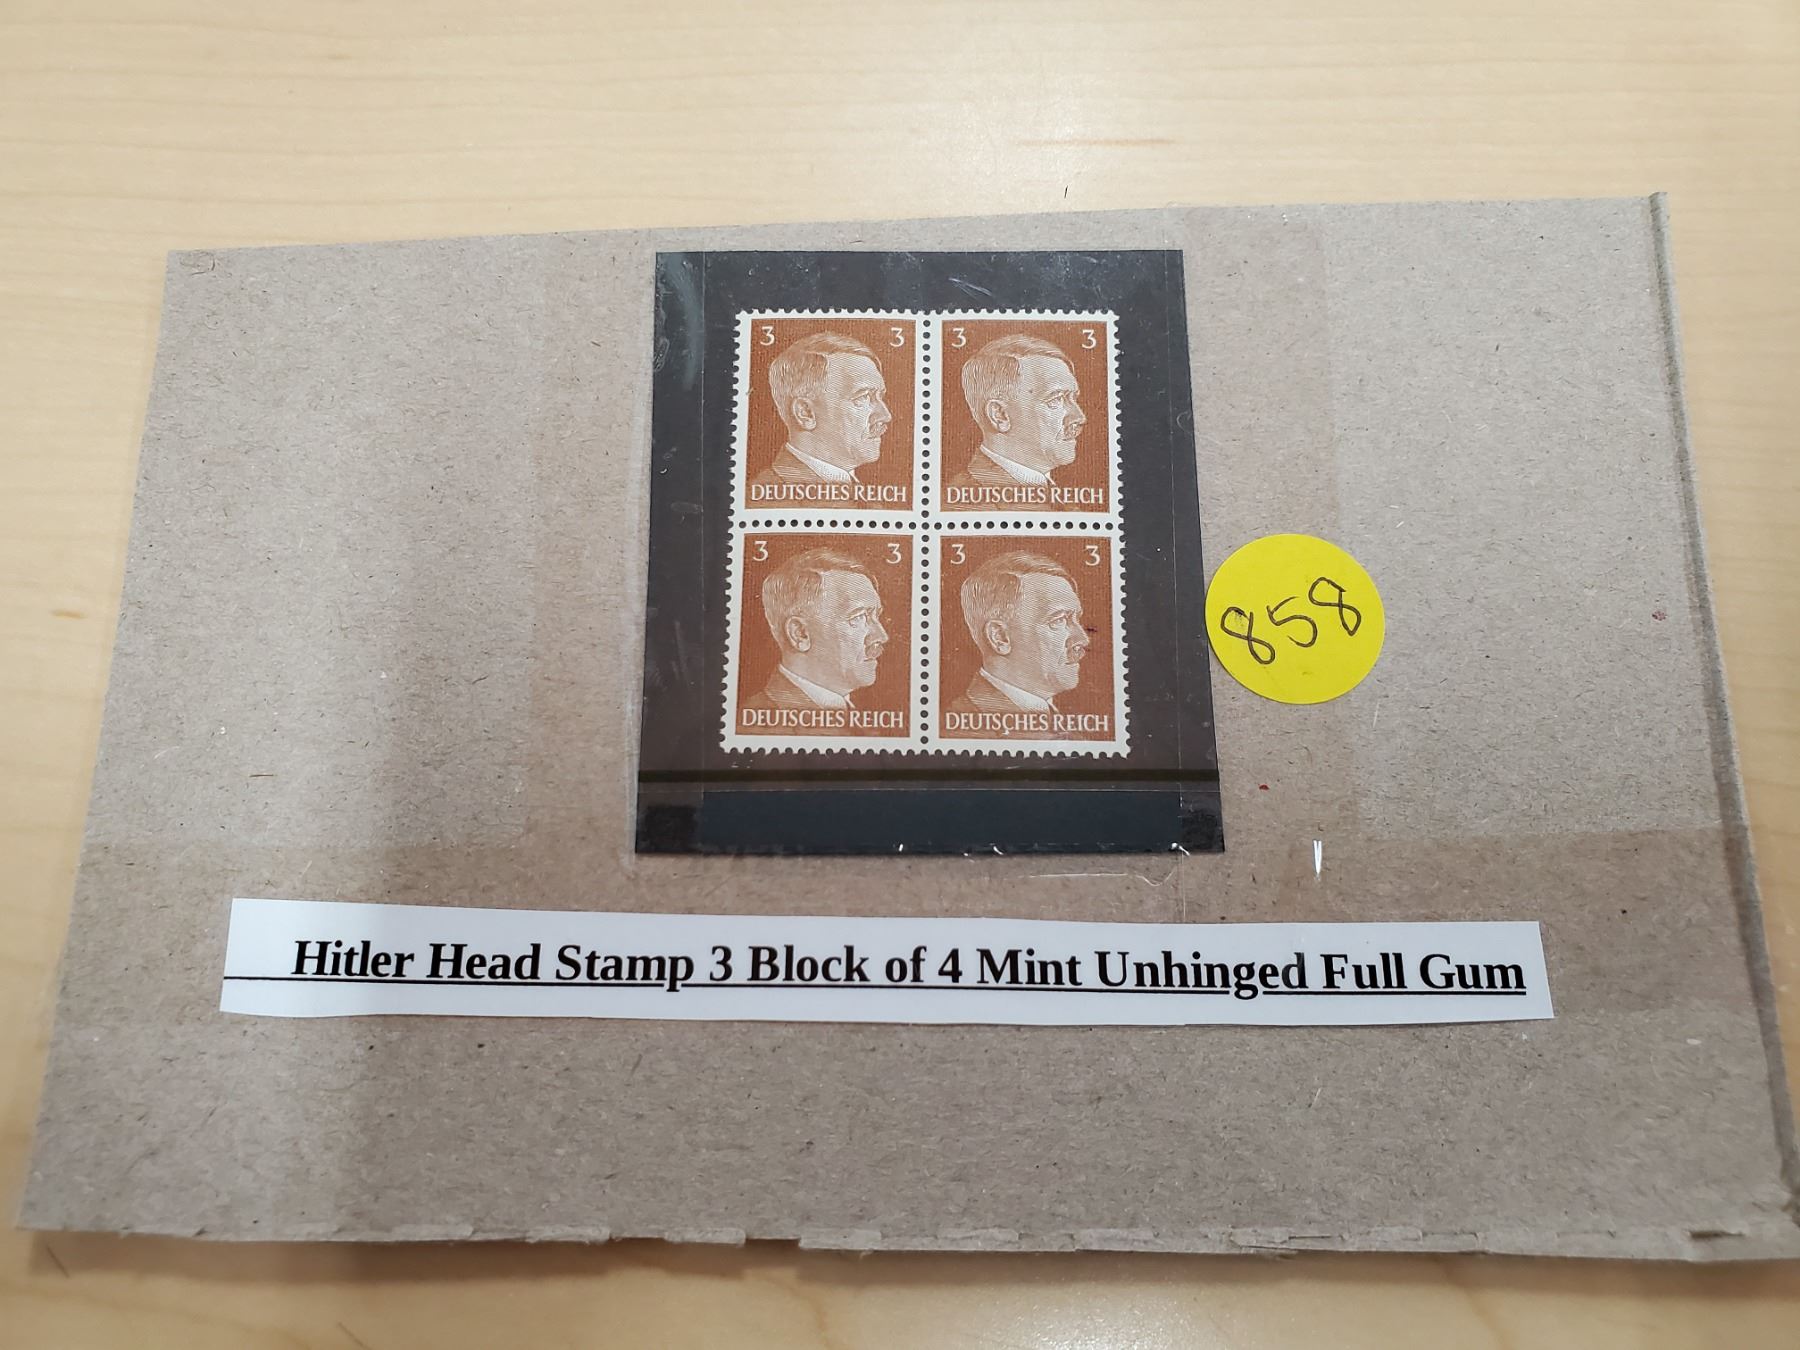 3 3 3 3
DEUTSCHES REICH DEUTSCHES REICH
3 3 3 3
DEUTSCHES REICH DEUTSCHES REICH
858
Hitler Head Stamp 3 Block of 4 Mint Unhinged Full Gum